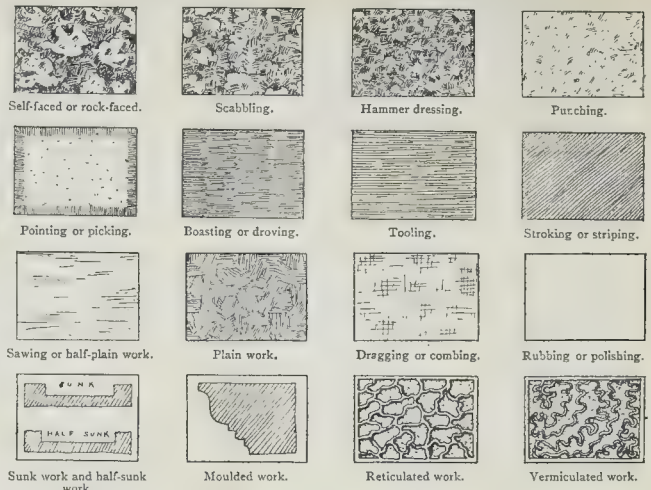 Self-faced or rock-faced.
Scabbling.
Hammer dressing.
Punching.
Pointing or picking.
Boasting or droving.
Tooling.
Stroking or striping.
Sawing or half-plain work.
Plain work.
Dragging or combing.
Rubbing or polishing.
SUNK
HALF SUNK
Sunk work and half-sunk
work.
Moulded work.
Reticulated work.
Vermiculated work.